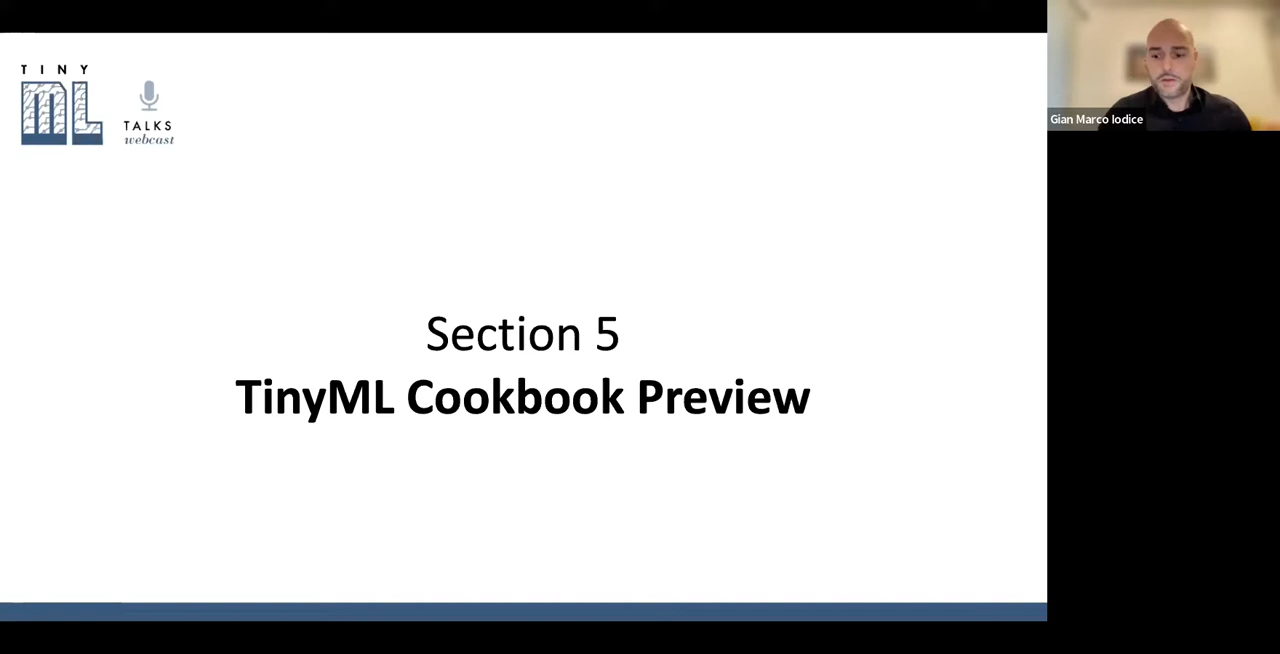 TINY
ML
TALKS
webcast
Gian Marco Iodice
Section 5
TinyML Cookbook Preview